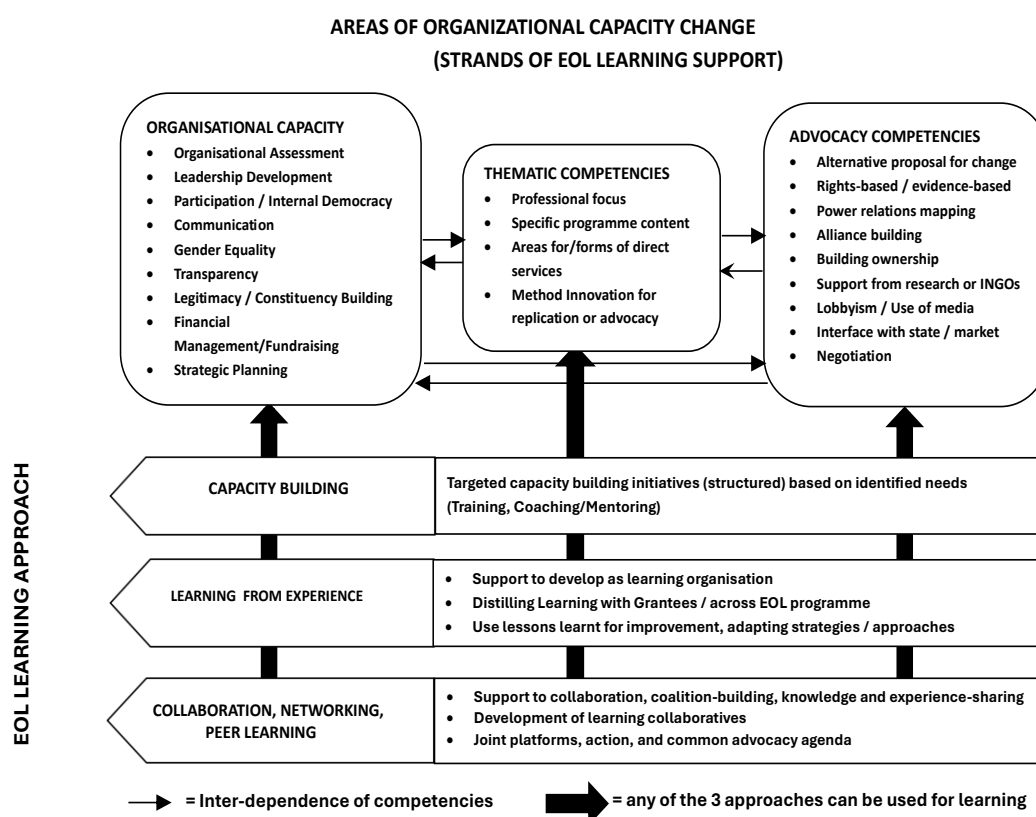 AREAS OF ORGANIZATIONAL CAPACITY CHANGE
(STRANDS OF EOL LEARNING SUPPORT)
ORGANISATIONAL CAPACITY
• Organisational Assessment
• Leadership Development
• Participation / Internal Democracy
• Communication
• Gender Equality
• Transparency
• Legitimacy / Constituency Building
• Financial
Management/Fundraising
• Strategic Planning
THEMATIC COMPETENCIES
• Professional focus
• Specific programme content
• Areas for/forms of direct
services
• Method Innovation for
replication or advocacy
ADVOCACY COMPETENCIES
• Alternative proposal for change
• Rights-based / evidence-based
• Power relations mapping
• Alliance building
• Building ownership
• Support from research or INGOs
• Lobbyism / Use of media
• Interface with state / market
• Negotiation
EOL LEARNING APPROACH
CAPACITY BUILDING
Targeted capacity building initiatives (structured) based on identified needs
(Training, Coaching/Mentoring)
LEARNING FROM EXPERIENCE
• Support to develop as learning organisation
• Distilling Learning with Grantees / across EOL programme
• Use lessons learnt for improvement, adapting strategies / approaches
COLLABORATION, NETWORKING,
PEER LEARNING
• Support to collaboration, coalition-building, knowledge and experience-sharing
• Development of learning collaboratives
• Joint platforms, action, and common advocacy agenda
= Inter-dependence of competencies
= any of the 3 approaches can be used for learning